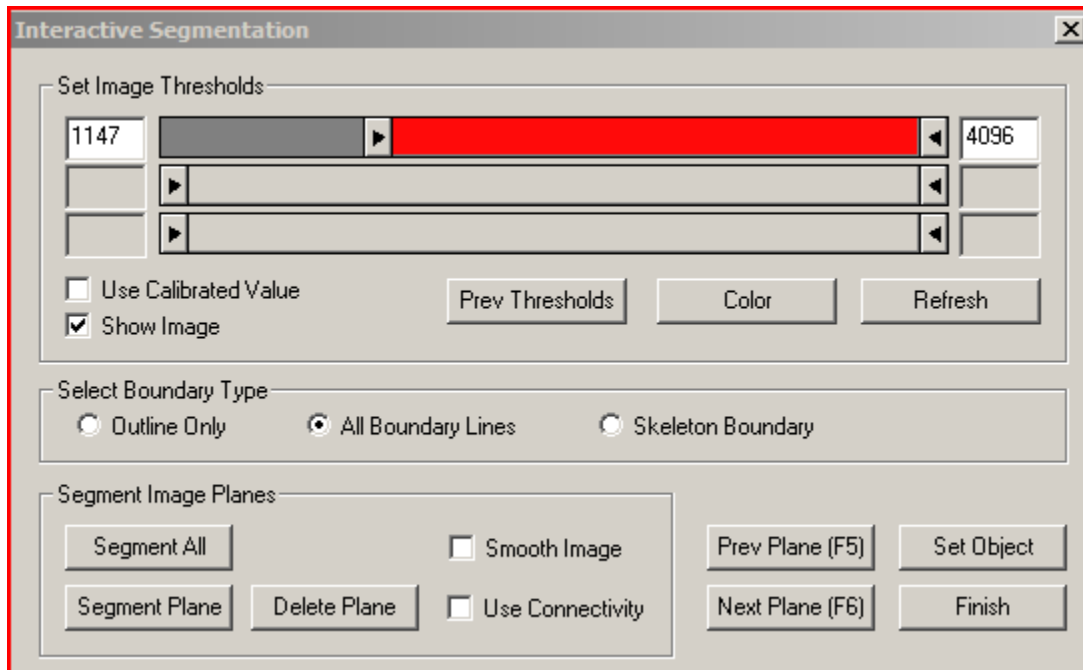 Interactive Segmentation
Set Image Thresholds
1147 4096
Use Calibrated Value
Show Image
Prev Thresholds Color Refresh
Select Boundary Type
Outline Only All Boundary Lines Skeleton Boundary
Segment Image Planes
Segment All Smooth Image
Segment Plane Delete Plane Use Connectivity
Prev Plane (F5) Set Object
Next Plane (F6) Finish